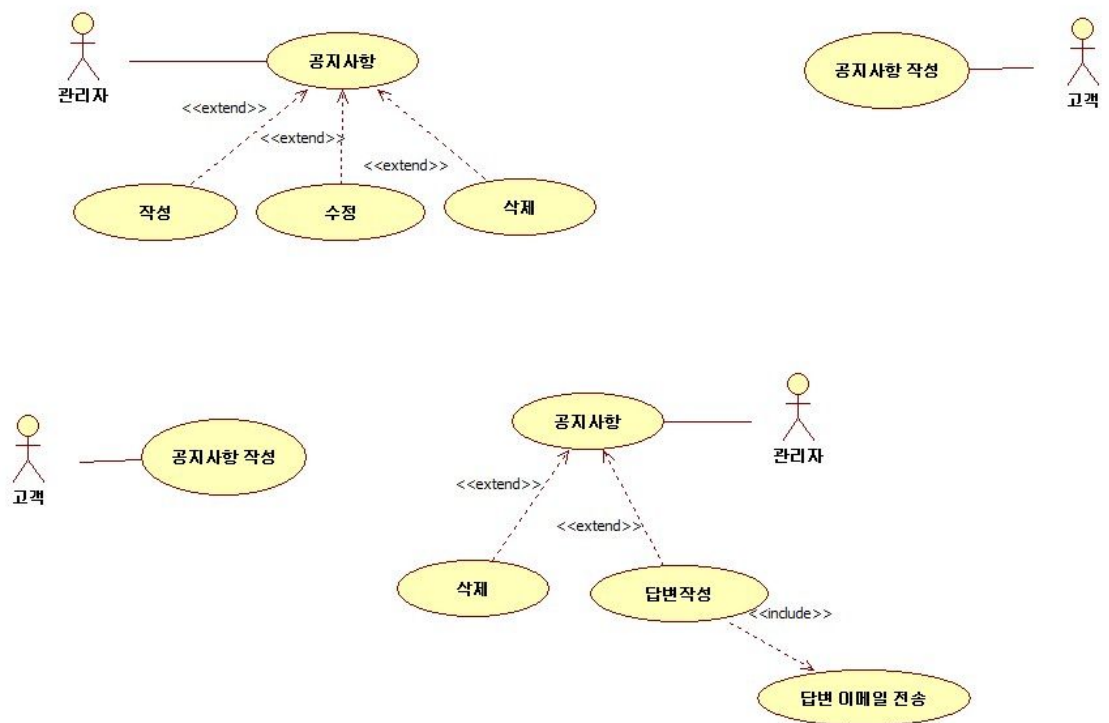 공지사항
공지사항 작성
관리자
고객
<<extend>>
<<extend>>
<<extend>>
작성
수정
삭제
공지사항
공지사항 작성
관리자
고객
<<extend>>
<<extend>>
삭제
답변작성
<<include>>
답변 이메일 전송